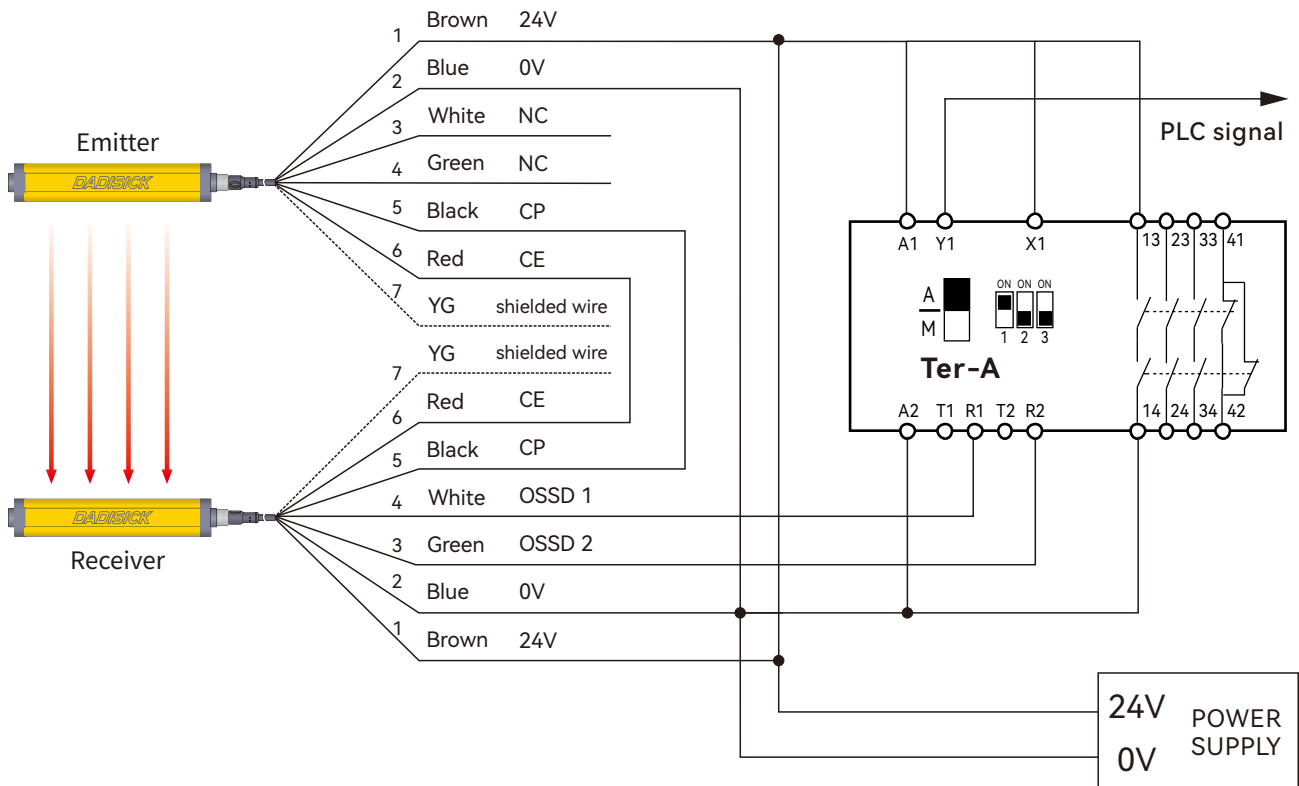 1 Brown 24V
2 Blue 0V
3 White NC
4 Green NC
5 Black CP
6 Red CE
7 YG shielded wire
Emitter
DADISICK
7 YG shielded wire
6 Red CE
5 Black CP
4 White OSSD 1
3 Green OSSD 2
2 Blue 0V
1 Brown 24V
DADISICK
Receiver
PLC signal
A1 Y1 X1 13 23 33 41
A
M
ON ON ON
1 2 3
Ter-A
A2 T1 R1 T2 R2 14 24 34 42
24V
0V
POWER
SUPPLY